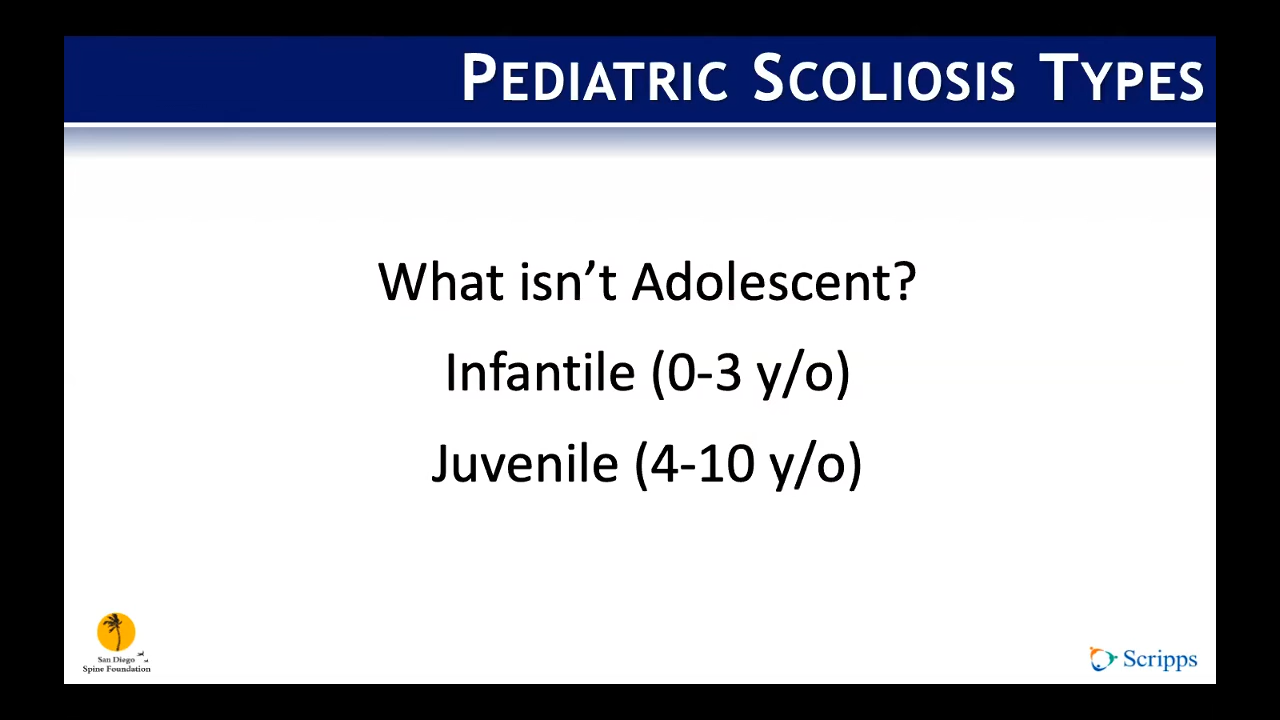 PEDIATRIC SCOLIOSIS TYPES
What isn’t Adolescent?
Infantile (0-3 y/o)
Juvenile (4-10 y/o)
San Diego
Spine Foundation
Scripps